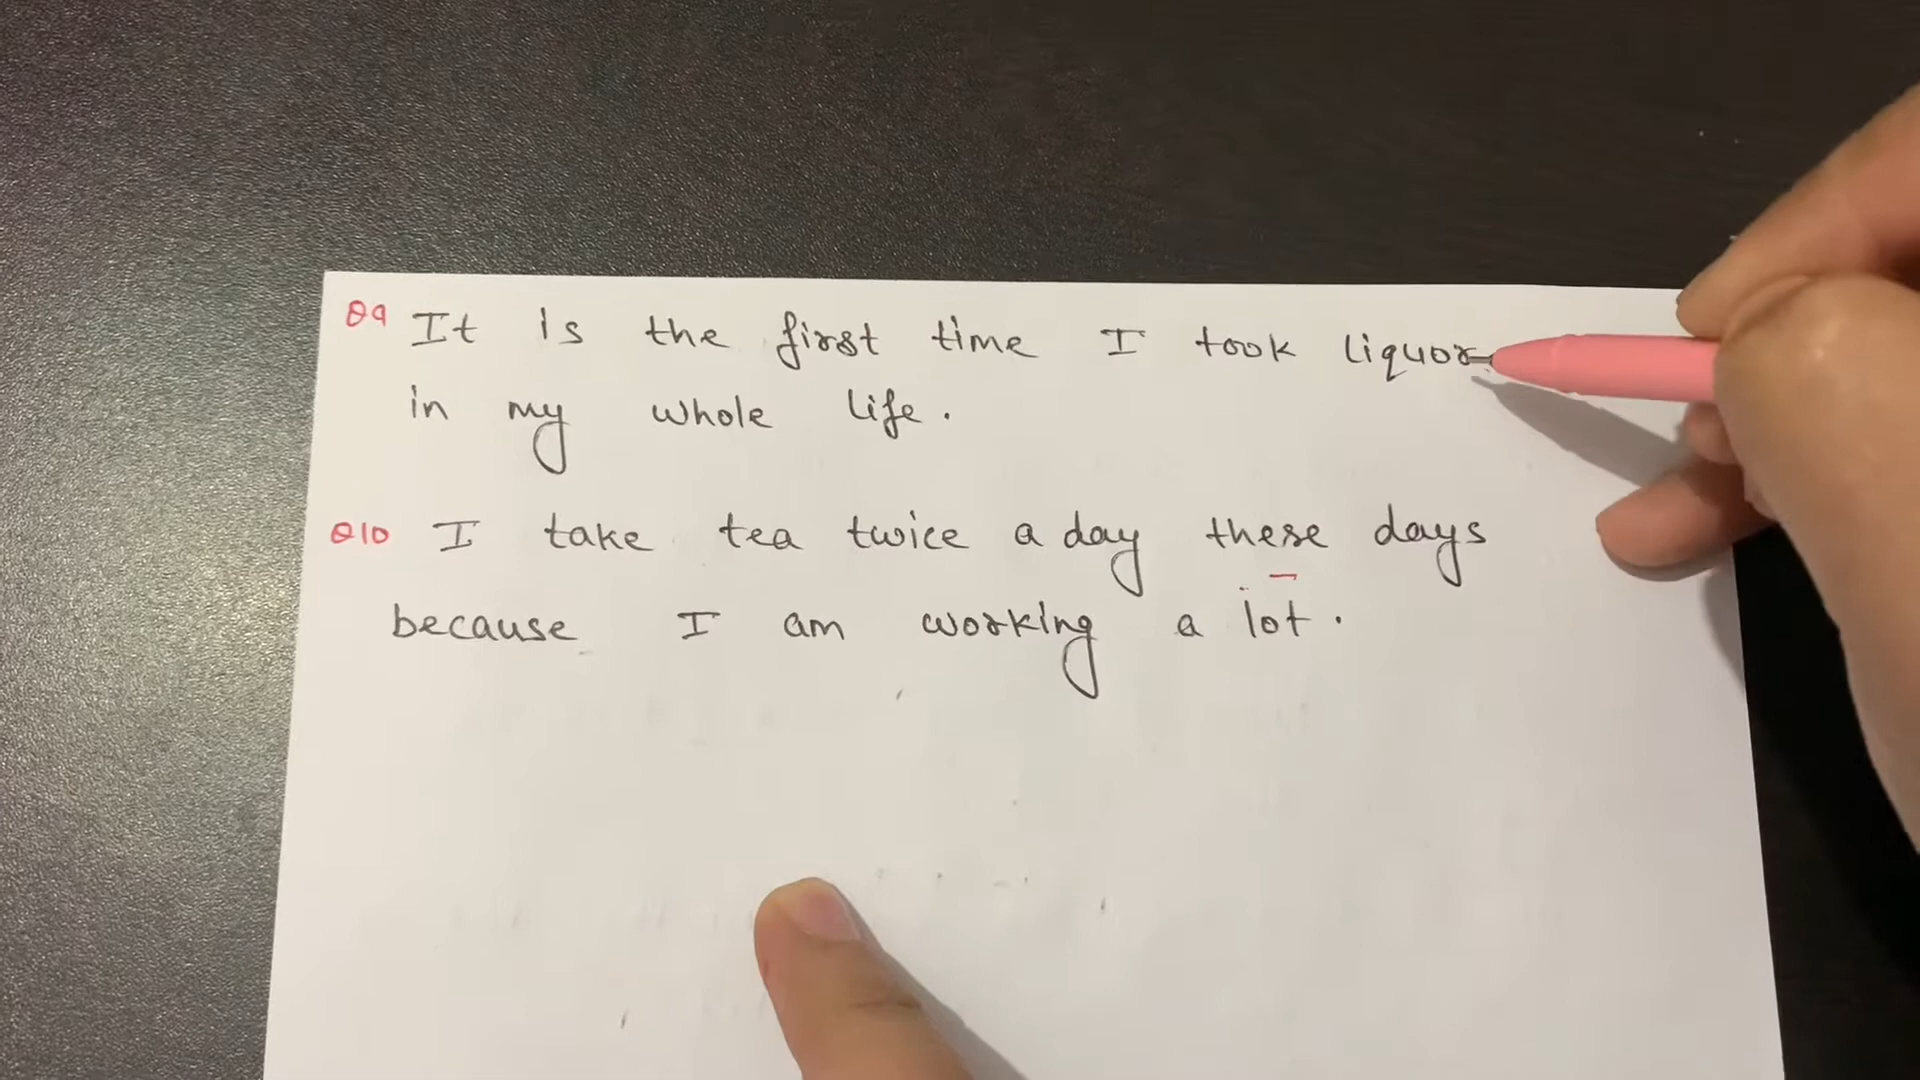 Q9 It is the first time I took liquor
in my whole life.
Q10 I take tea twice a day these days
because I am working a lot.